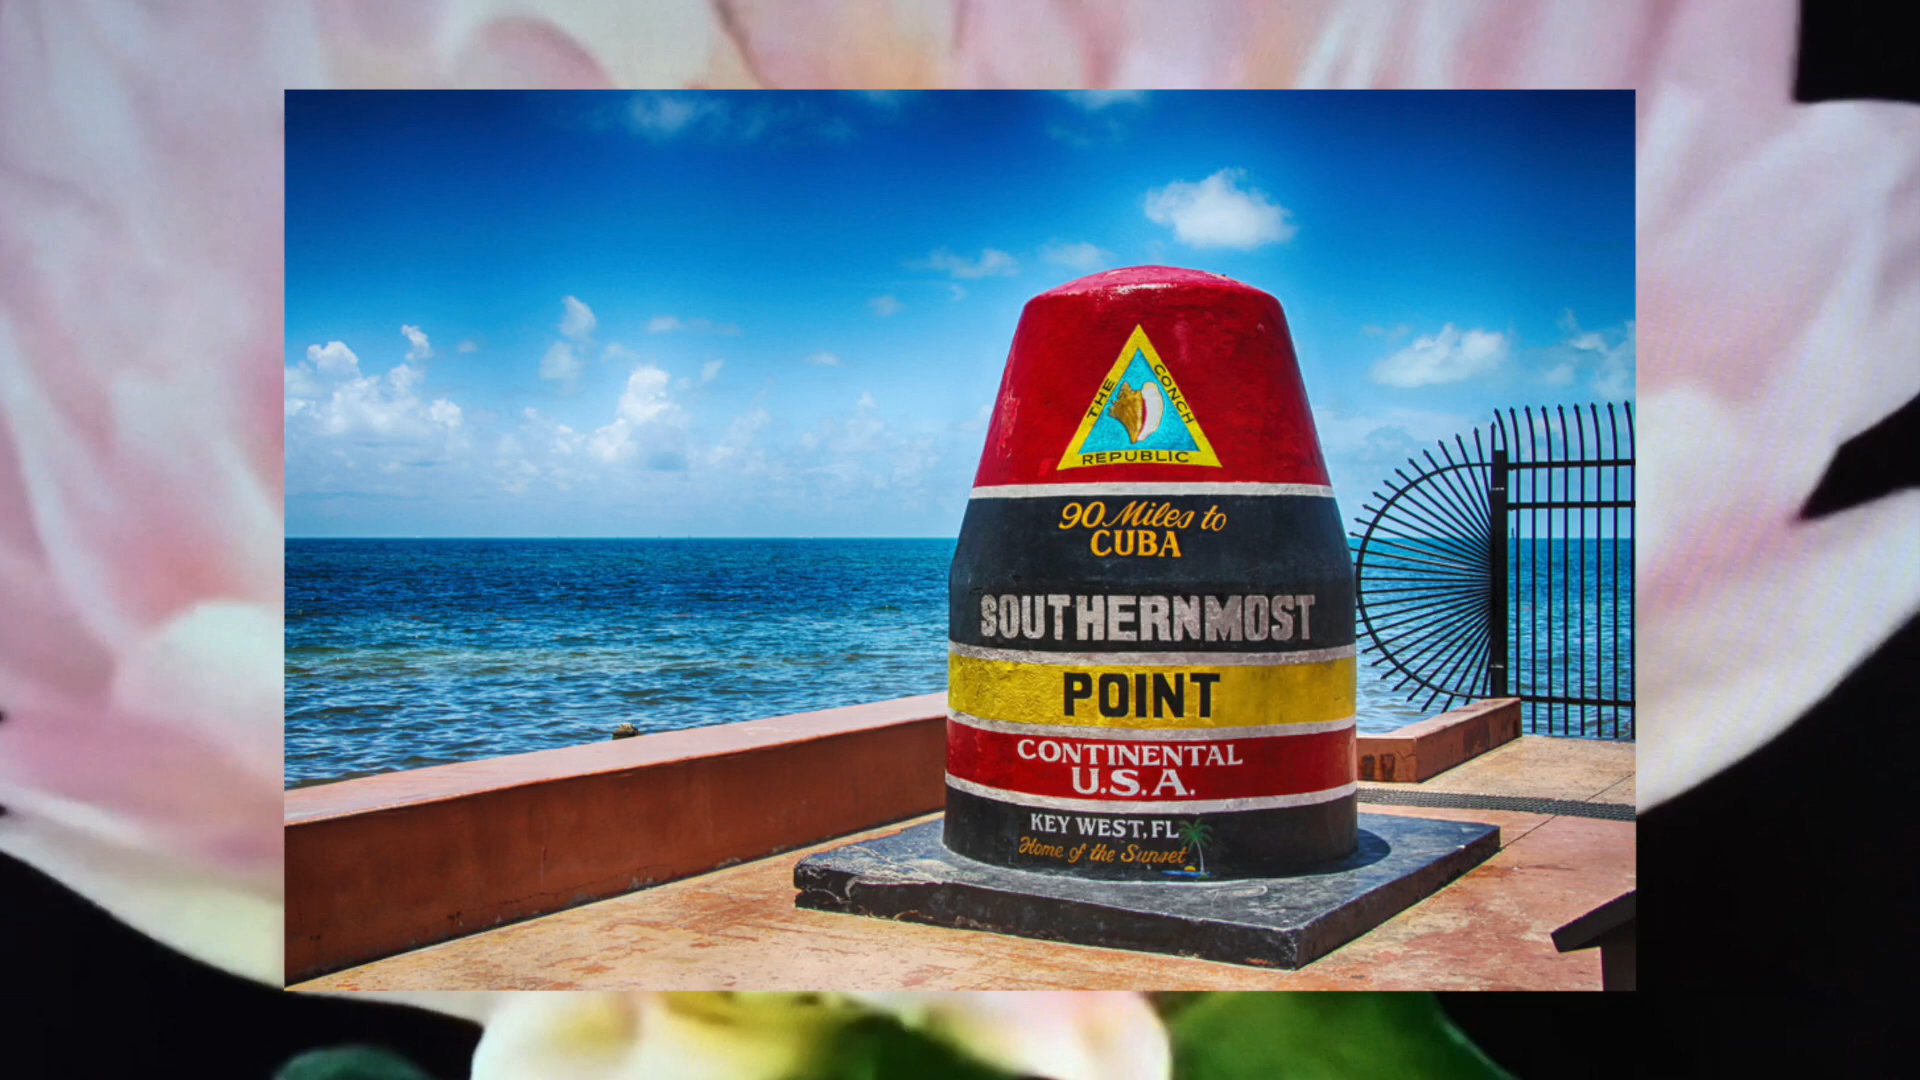 THE CONCH
REPUBLIC
90 Miles to
CUBA
SOUTHERNMOST
POINT
CONTINENTAL
U.S.A.
KEY WEST, FL
Home of the Sunset